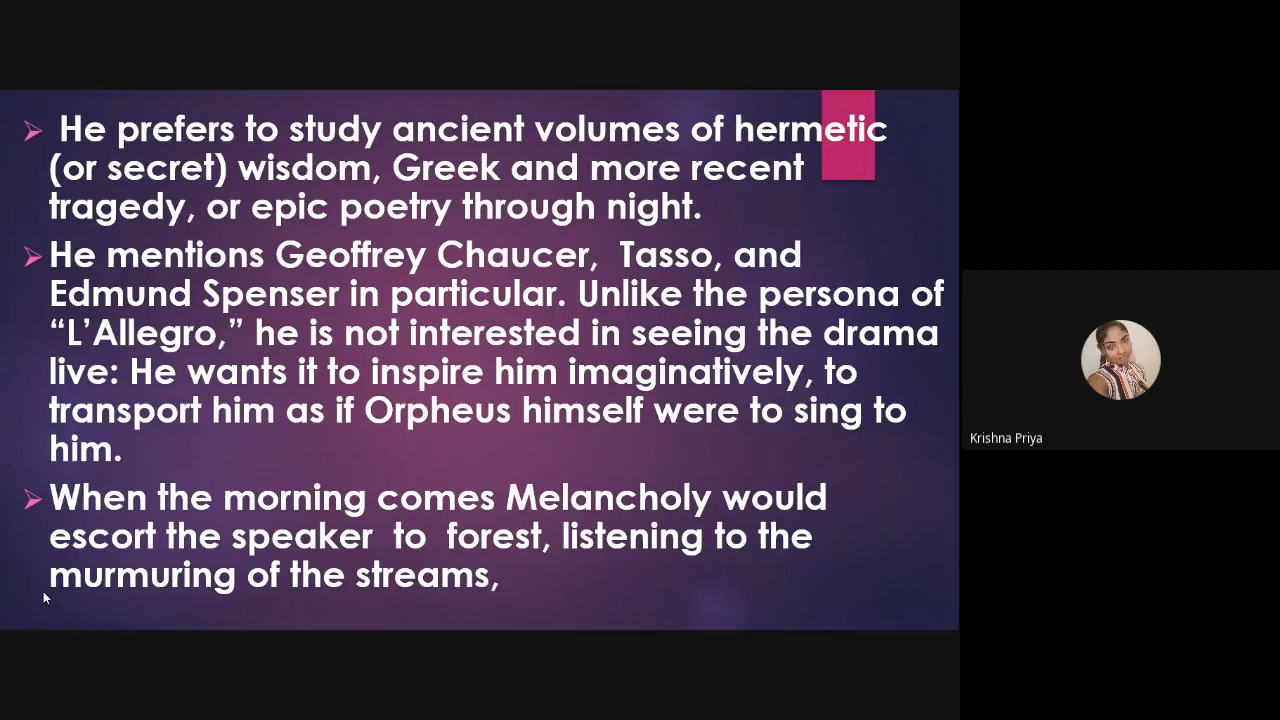 He prefers to study ancient volumes of hermetic
(or secret) wisdom, Greek and more recent
tragedy, or epic poetry through night.
He mentions Geoffrey Chaucer,  Tasso, and
Edmund Spenser in particular. Unlike the persona of
“L’Allegro,” he is not interested in seeing the drama
live: He wants it to inspire him imaginatively, to
transport him as if Orpheus himself were to sing to
him.
When the morning comes Melancholy would
escort the speaker  to  forest, listening to the
murmuring of the streams,
Krishna Priya